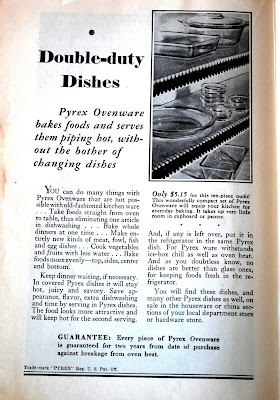 Double-duty
Dishes
Pyrex Ovenware
bakes foods and serves
them piping hot, with-
out the bother of
changing dishes
YOU can do many things with
Pyrex Ovenware that are not pos-
sible with old-fashioned kitchenware
. . . Take foods straight from oven
to table, thus eliminating one article
in dishwashing . . . Bake whole
dinners at one time . . . Make en-
tirely new kinds of meat, fowl, fish
and egg dishes . . . Cook vegetables
and fruits with less water . . . Bake
foods more evenly—top, sides, center
and bottom.
Keep dinner waiting, if necessary.
In covered Pyrex dishes it will stay
hot, juicy and savory. Save ap-
pearance, flavor, extra dishwashing
and time by serving in Pyrex dishes.
The food looks more attractive and
will keep hot for the second serving.
Only $5.15 for this ten-piece outfit!
This wonderfully compact set of Pyrex
Ovenware will equip your kitchen for
everyday baking. It takes up very little
room in cupboard or pantry.
And, if any is left over, put it in
the refrigerator in the same Pyrex
dish. For Pyrex ware withstands
ice-box chill as well as oven heat.
And as you doubtless know, no
dishes are better than glass ones,
for keeping foods fresh in the re-
frigerator.
You will find these dishes, and
many other Pyrex dishes as well, on
sale in the houseware or china sec-
tions of your local department store
or hardware store.
GUARANTEE: Every piece of Pyrex Ovenware
is guaranteed for two years from date of purchase
against breakage from oven heat.
Trade-mark "PYREX" Reg. U. S. Pat. Off.